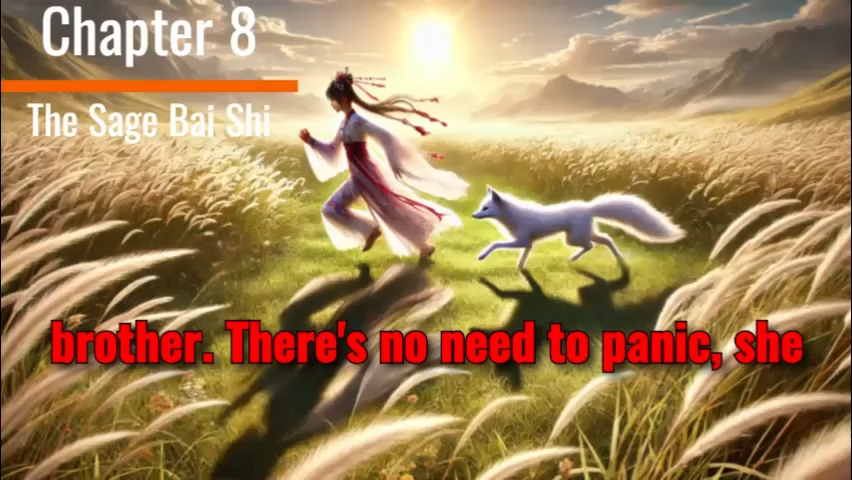 Chapter 8
The Sage Bai Shi
brother. There's no need to panic, she